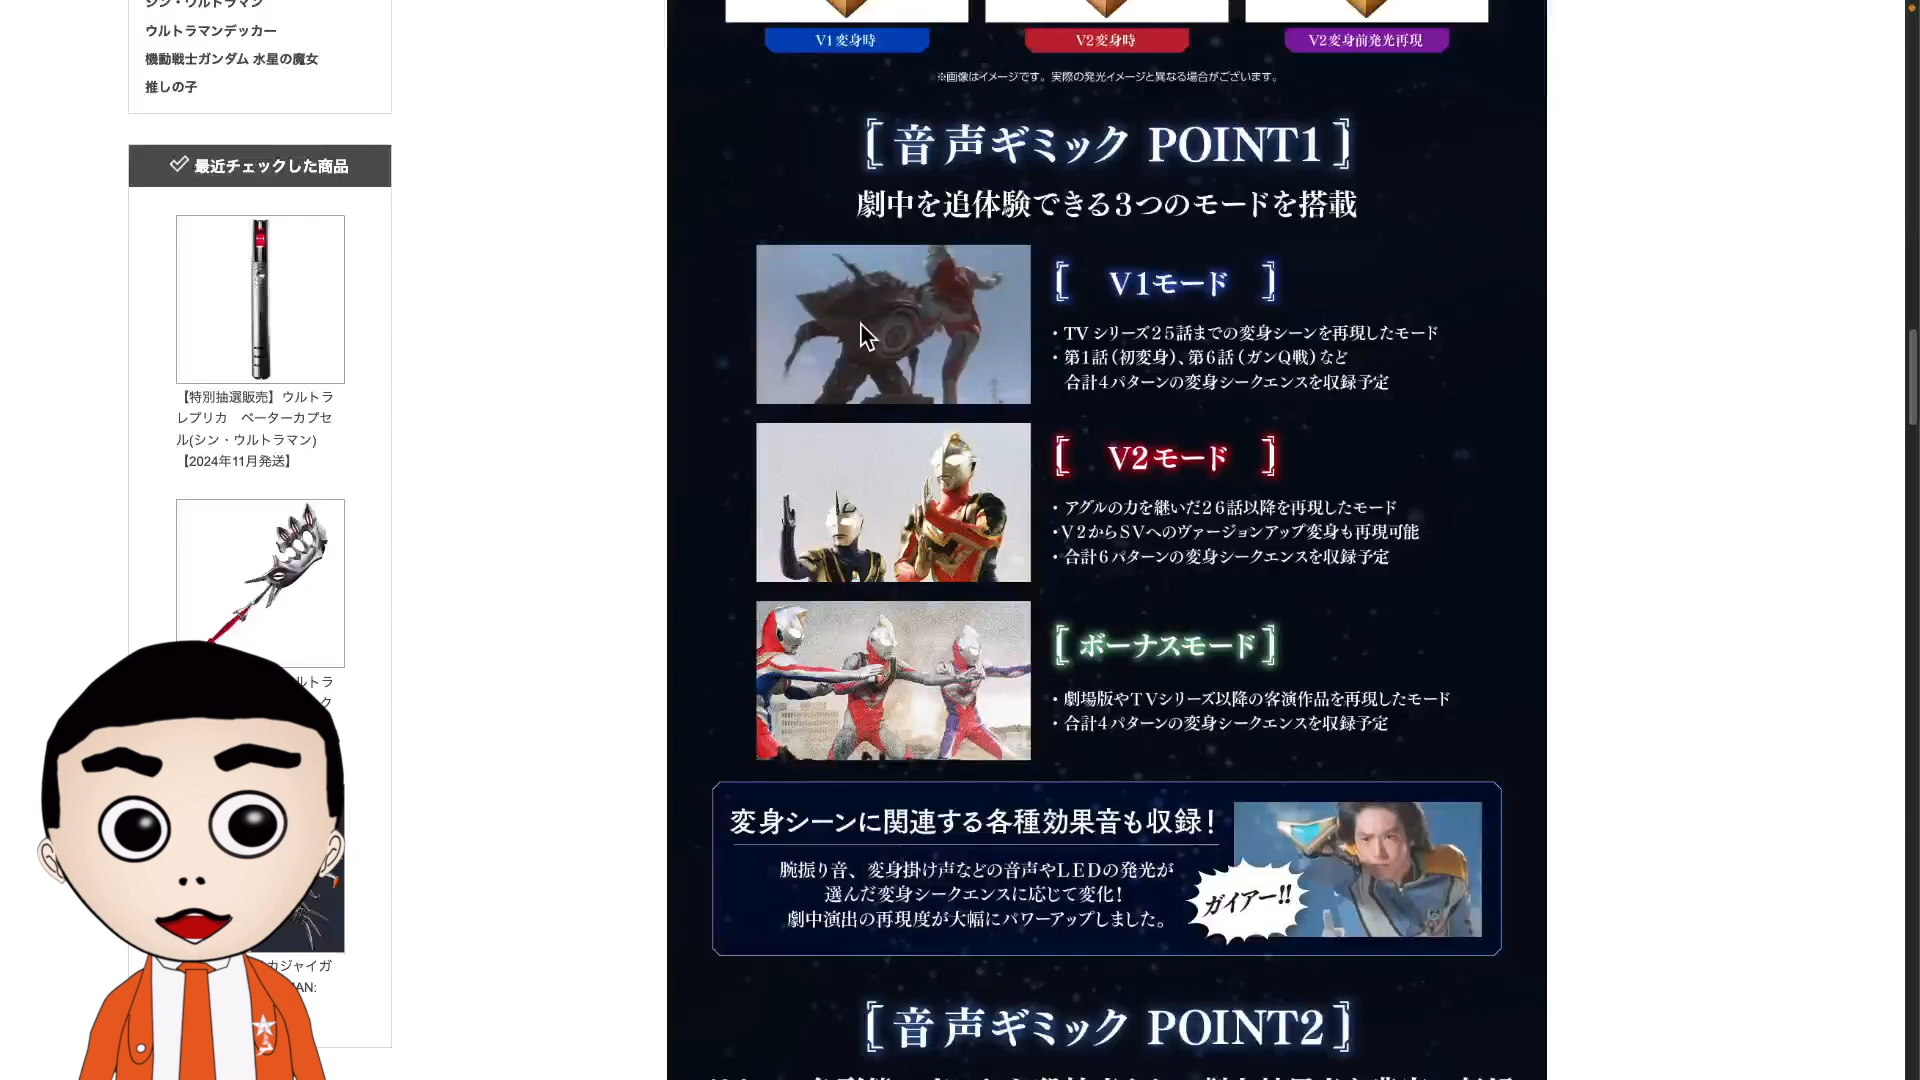 シン・ウルトラマン
ウルトラマンデッカー
機動戦士ガンダム 水星の魔女
推しの子
最近チェックした商品
【特別抽選販売】ウルトラ
レプリカ　ベーターカプセ
ル(シン・ウルトラマン)
【2024年11月発送】
ルトラ
ク
カジャイガ
AN:
V1変身時
V2変身時
V2変身前発光再現
※画像はイメージです。実際の発光イメージと異なる場合がございます。
[音声ギミック POINT1]
劇中を追体験できる3つのモードを搭載
[V1モード]
・TVシリーズ25話までの変身シーンを再現したモード
・第1話(初変身)、第6話(ガンQ戦)など
合計4パターンの変身シークエンスを収録予定
[V2モード]
・アグルの力を継いだ26話以降を再現したモード
・V2からSVへのヴァージョンアップ変身も再現可能
・合計6パターンの変身シークエンスを収録予定
[ボーナスモード]
・劇場版やTVシリーズ以降の客演作品を再現したモード
・合計4パターンの変身シークエンスを収録予定
変身シーンに関連する各種効果音も収録!
腕振り音、変身掛け声などの音声やLEDの発光が
選んだ変身シークエンスに応じて変化!
劇中演出の再現度が大幅にパワーアップしました。
ガイアー!!
[音声ギミック POINT2]